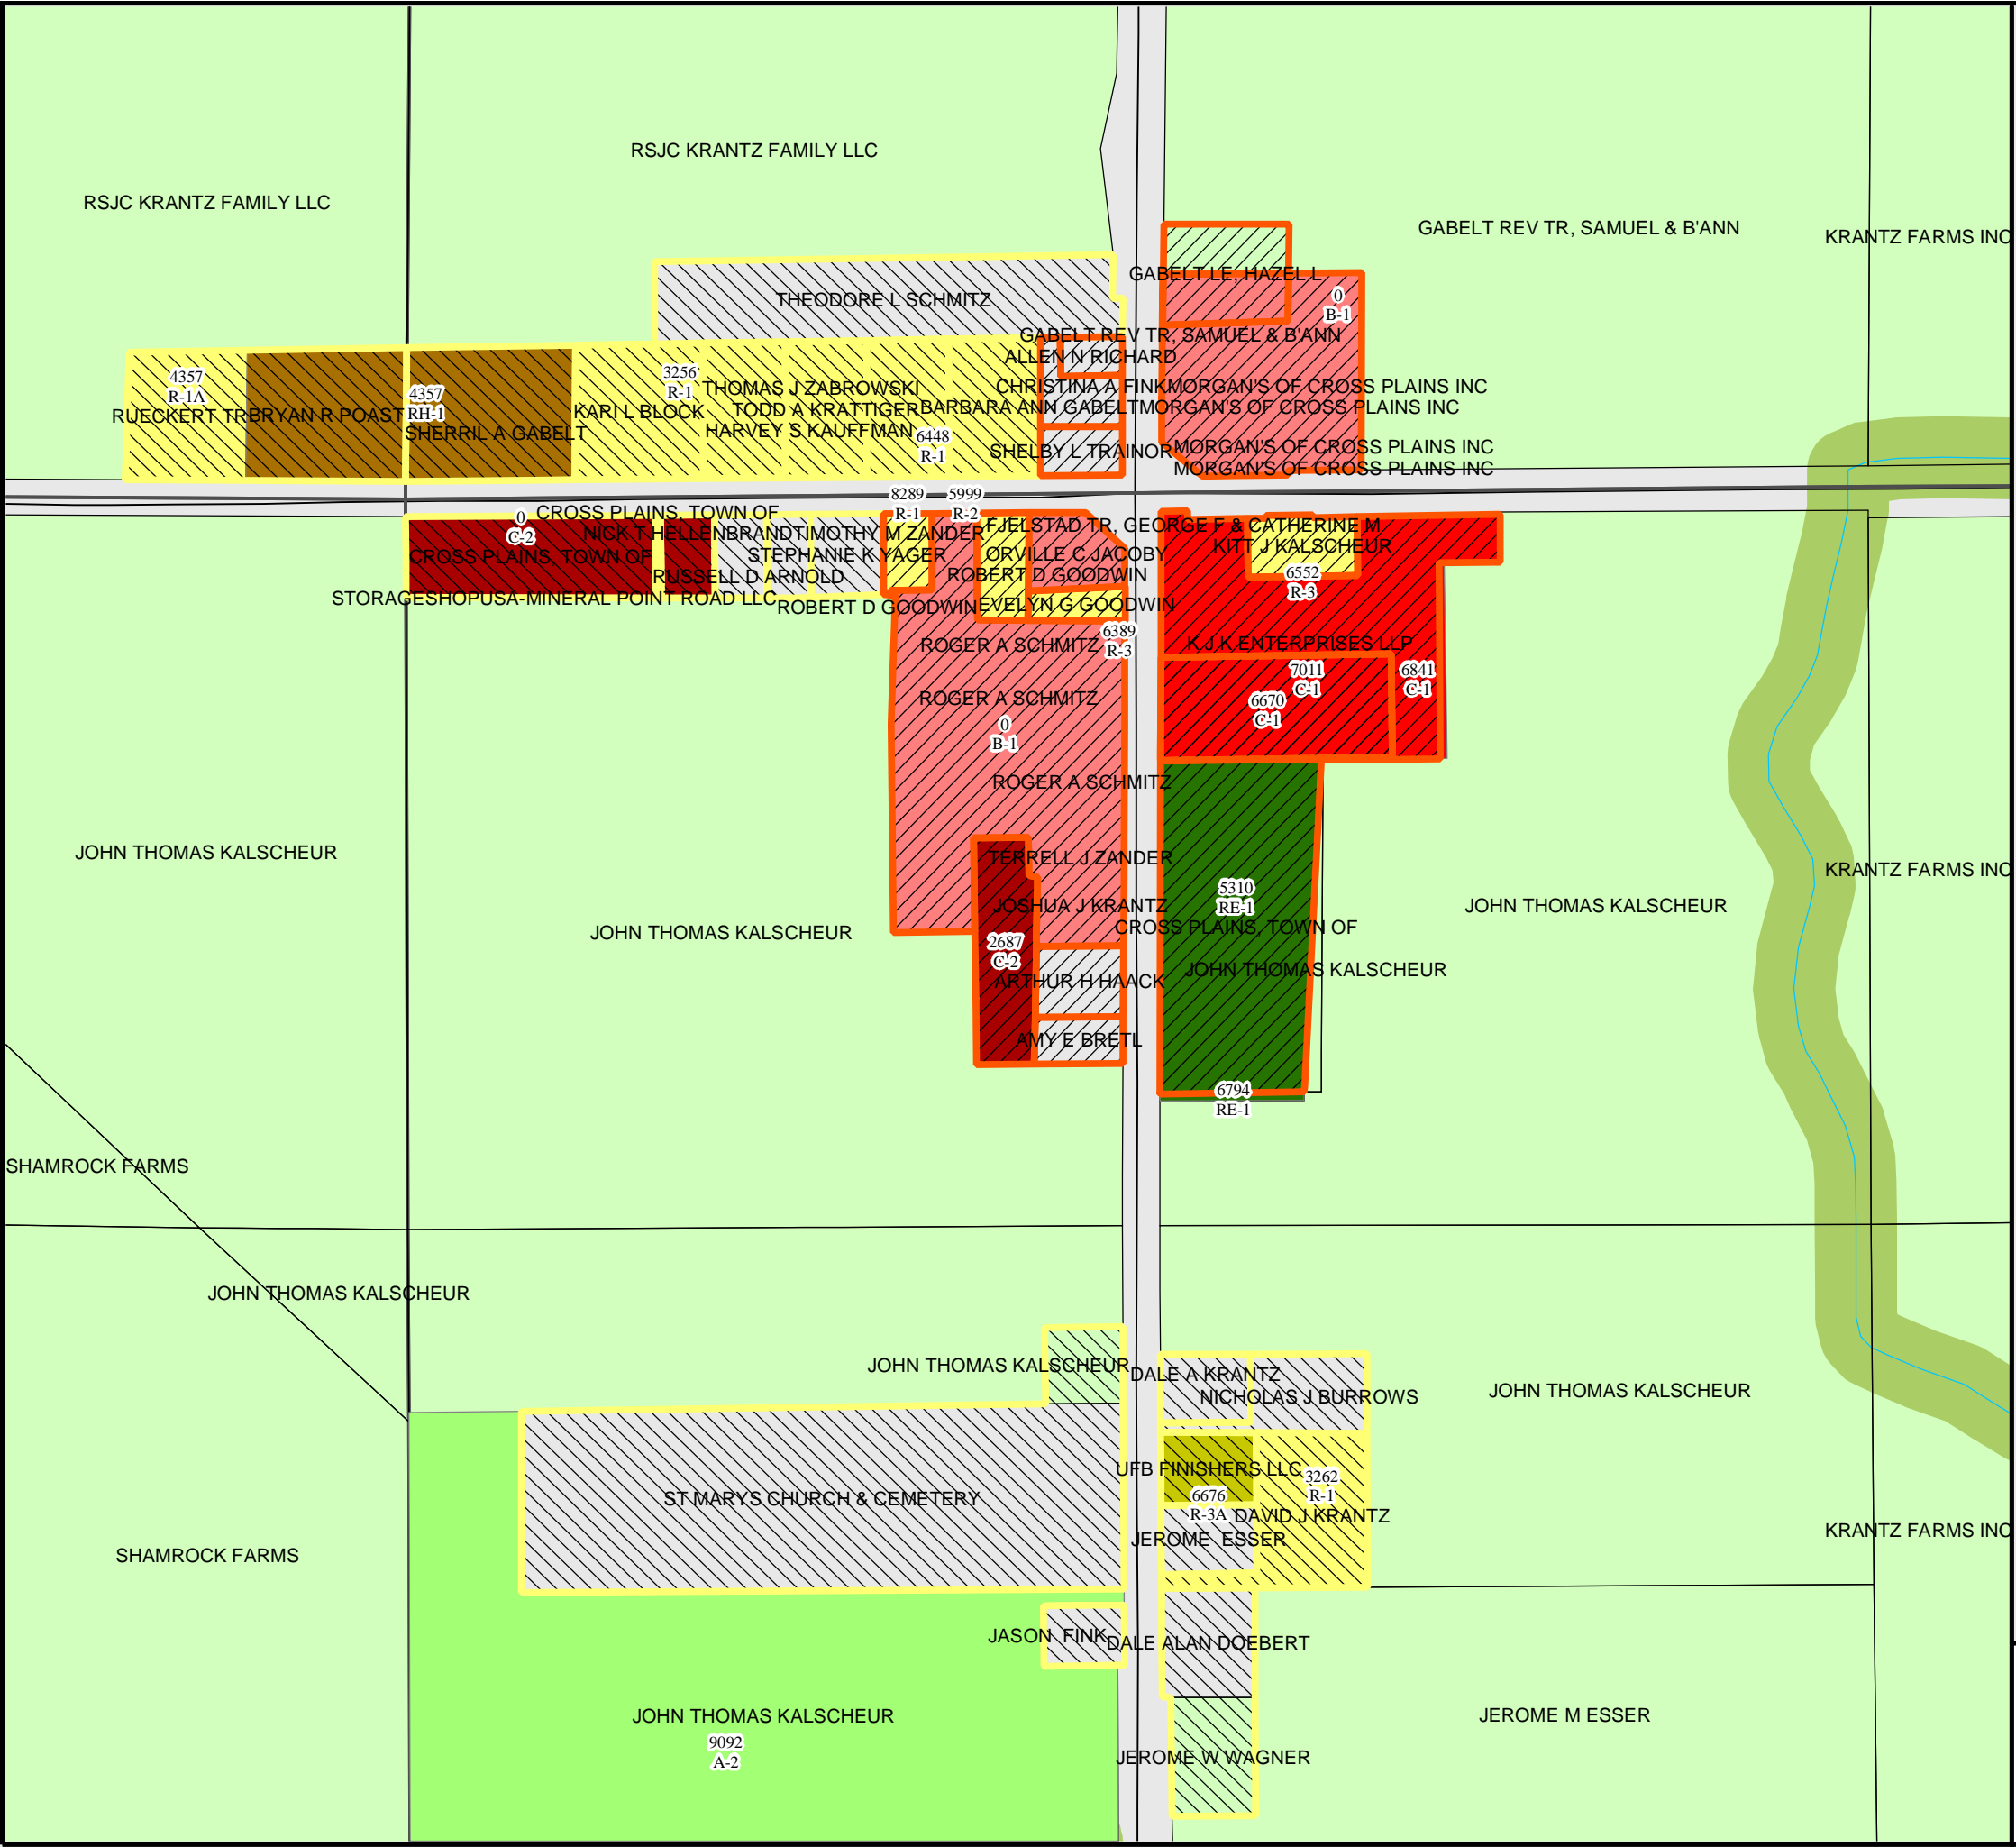 RSJC KRANTZ FAMILY LLC
RSJC KRANTZ FAMILY LLC
GABELT REV TR, SAMUEL & B'ANN
KRANTZ FARMS INC
GABELT LE, HAZEL L
THEODORE L SCHMITZ
0
B-1
GABELT REV TR, SAMUEL & B'ANN
ALLEN N RICHARD
4357
R-1A
4357
RH-1
3256
R-1
THOMAS J ZABROWSKI
CHRISTINA A FINK
MORGAN'S OF CROSS PLAINS INC
RUECKERT TR
BRYAN R POAST
KARI L BLOCK
TODD A KRATTIGER
BARBARA ANN GABELT
MORGAN'S OF CROSS PLAINS INC
SHERRIL A GABELT
HARVEY S KAUFFMAN
6448
R-1
SHELBY L TRAINOR
MORGAN'S OF CROSS PLAINS INC
MORGAN'S OF CROSS PLAINS INC
8289
R-1
5999
R-2
0
C-2
CROSS PLAINS, TOWN OF
NICK T HELLENBRAND
TIMOTHY M ZANDER
FJELSTAD TR, GEORGE F & CATHERINE M
KITT J KALSCHEUR
CROSS PLAINS, TOWN OF
STEPHANIE K YAGER
ORVILLE C JACOBY
RUSSELL D ARNOLD
ROBERT D GOODWIN
6552
R-3
STORAGESHOPUSA-MINERAL POINT ROAD LLC
ROBERT D GOODWIN
EVELYN G GOODWIN
6389
R-3
ROGER A SCHMITZ
K J K ENTERPRISES LLP
7011
C-1
6841
C-1
ROGER A SCHMITZ
6670
C-1
0
B-1
ROGER A SCHMITZ
JOHN THOMAS KALSCHEUR
TERRELL J ZANDER
KRANTZ FARMS INC
5310
RE-1
JOSHUA J KRANTZ
JOHN THOMAS KALSCHEUR
CROSS PLAINS, TOWN OF
JOHN THOMAS KALSCHEUR
2687
C-2
JOHN THOMAS KALSCHEUR
ARTHUR H HAACK
AMY E BRETL
6794
RE-1
SHAMROCK FARMS
JOHN THOMAS KALSCHEUR
JOHN THOMAS KALSCHEUR
DALE A KRANTZ
NICHOLAS J BURROWS
JOHN THOMAS KALSCHEUR
UFB FINISHERS LLC
3262
R-1
ST MARYS CHURCH & CEMETERY
6676
R-3A
DAVID J KRANTZ
JEROME  ESSER
KRANTZ FARMS INC
SHAMROCK FARMS
JASON  FINK
DALE ALAN DOEBERT
JOHN THOMAS KALSCHEUR
JEROME M ESSER
9092
A-2
JEROME W WAGNER